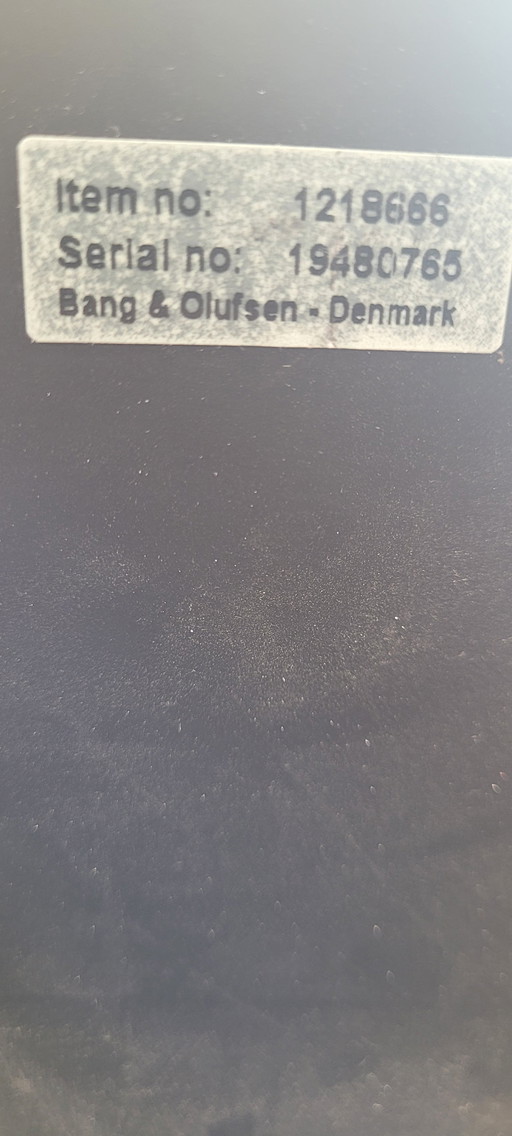 Item no: 1218666
Serial no: 19480765
Bang & Olufsen - Denmark